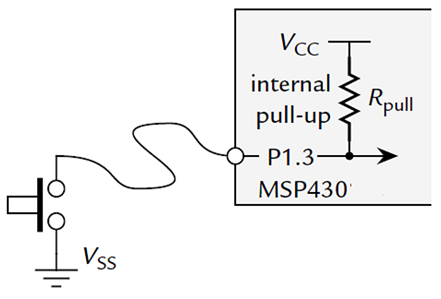 VCC
internal
pull-up
Rpull
P1.3
MSP430
VSS